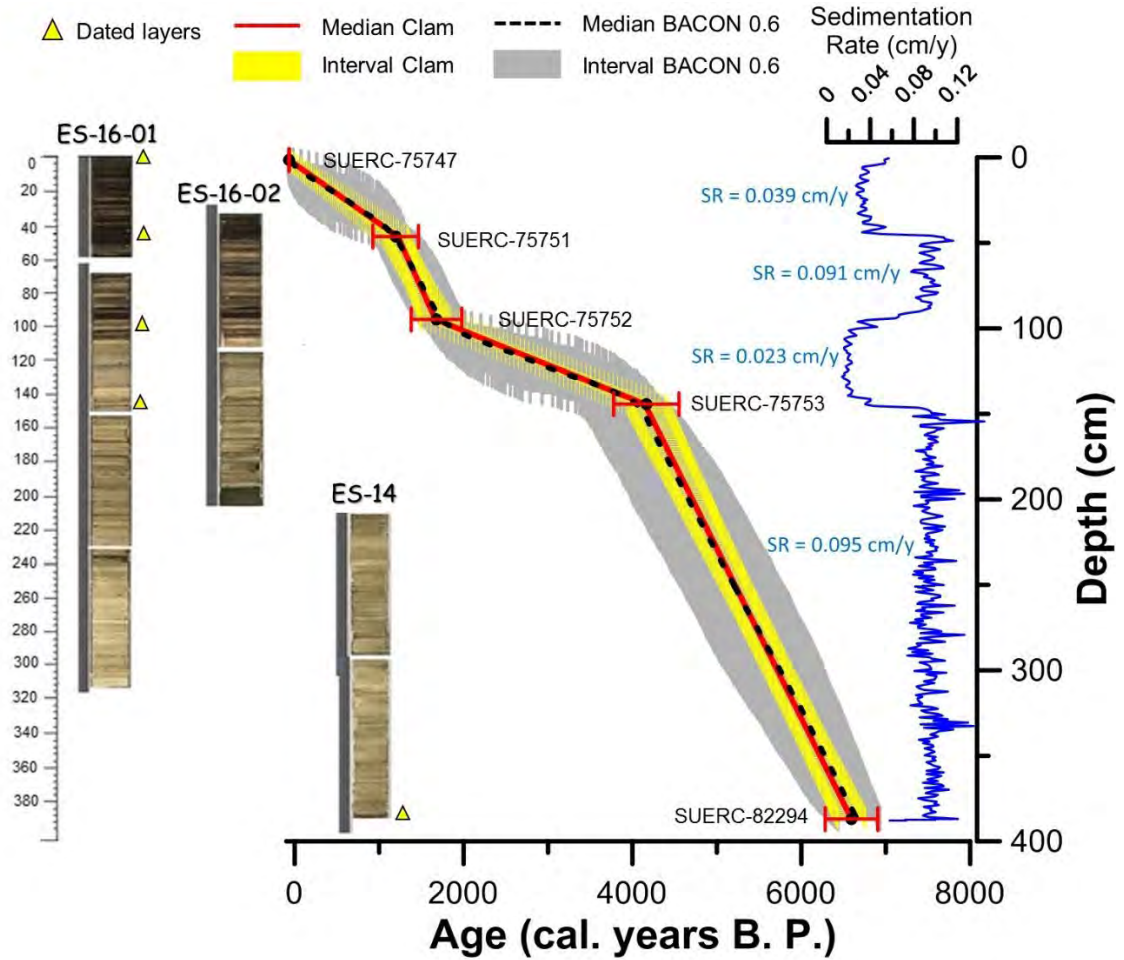 Dated layers
Median Clam
Median BACON 0.6
Interval Clam
Interval BACON 0.6
Sedimentation
Rate (cm/y)
0
0.04
0.08
0.12
ES-16-01
ES-16-02
ES-14
0
20
40
60
80
100
120
140
160
180
200
220
240
260
280
300
320
340
360
380
SUERC-75747
SUERC-75751
SUERC-75752
SUERC-75753
SUERC-82294
SR = 0.039 cm/y
SR = 0.091 cm/y
SR = 0.023 cm/y
SR = 0.095 cm/y
0
100
200
300
400
Depth (cm)
0
2000
4000
6000
8000
Age (cal. years B. P.)